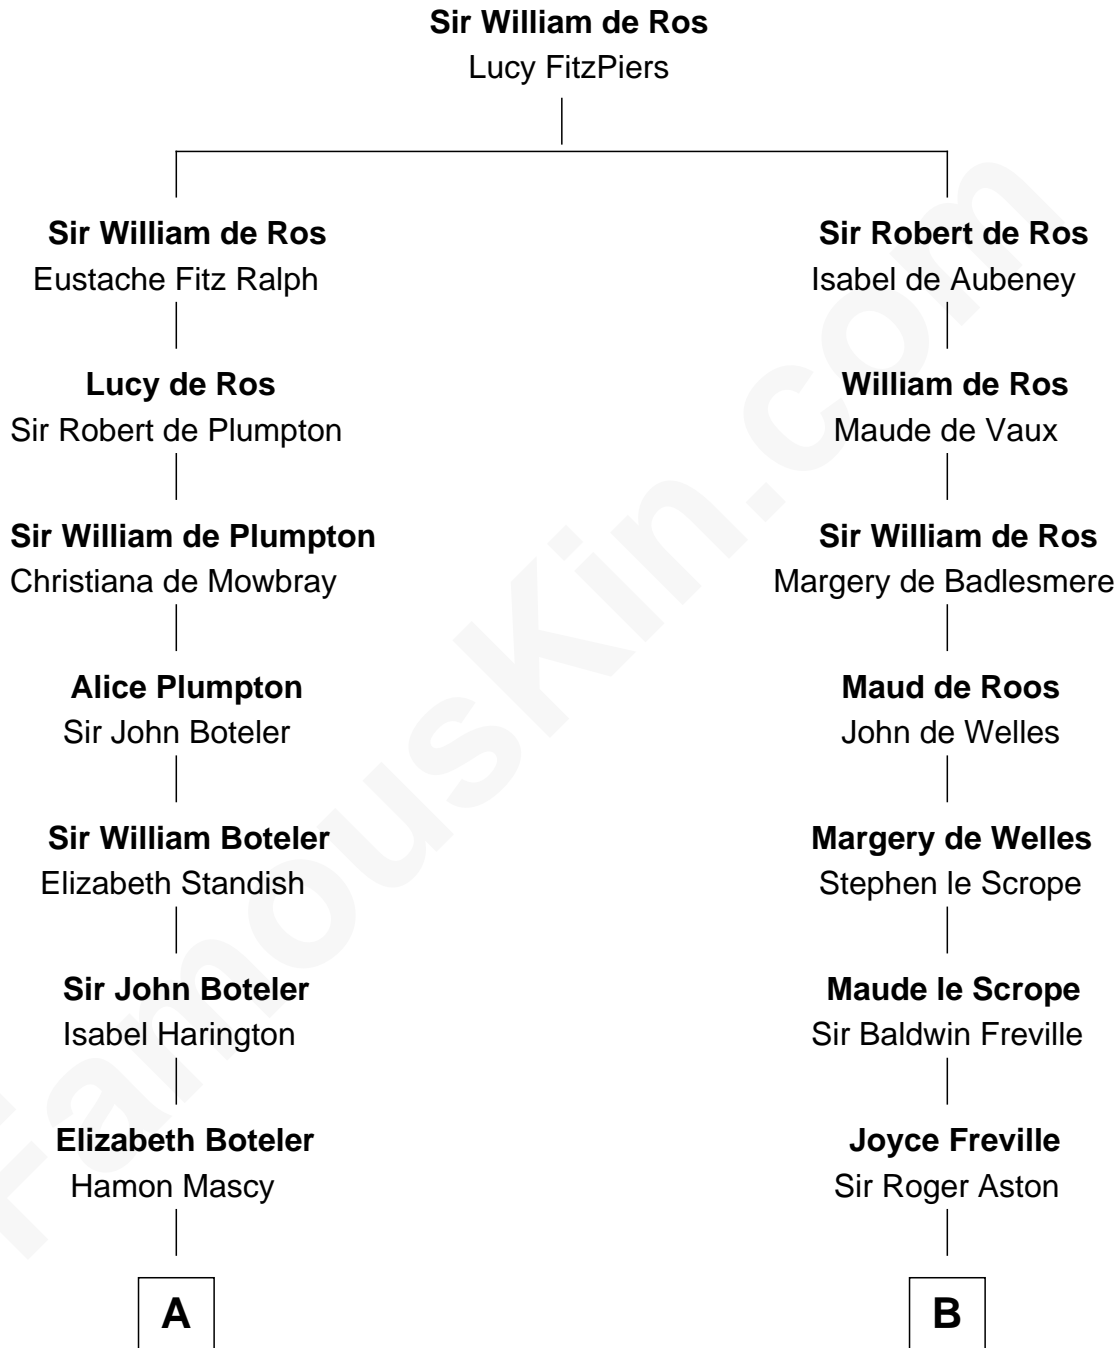 Sir William de Ros
Lucy FitzPiers
Sir William de Ros
Eustache Fitz Ralph
Sir Robert de Ros
Isabel de Aubeney
Lucy de Ros
Sir Robert de Plumpton
William de Ros
Maude de Vaux
Sir William de Plumpton
Christiana de Mowbray
Sir William de Ros
Margery de Badlesmere
Alice Plumpton
Sir John Boteler
Maud de Roos
John de Welles
Sir William Boteler
Elizabeth Standish
Margery de Welles
Stephen le Scrope
Sir John Boteler
Isabel Harington
Maude le Scrope
Sir Baldwin Freville
Elizabeth Boteler
Hamon Mascy
Joyce Freville
Sir Roger Aston
A
B
FamousKin.com